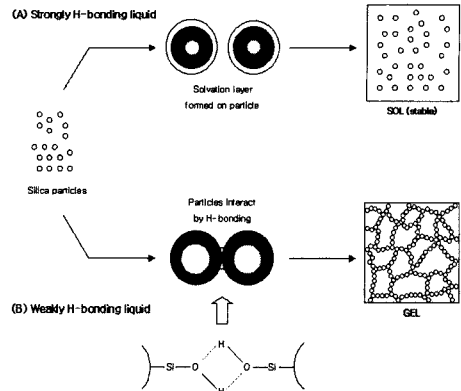 (A) Strongly H-bonding liquid
Solvation layer
formed on particle
SOL (stable)
Silica particles
Particles interact
by H-bonding
GEL
(B) Weakly H-bonding liquid
H
Si O O Si
H